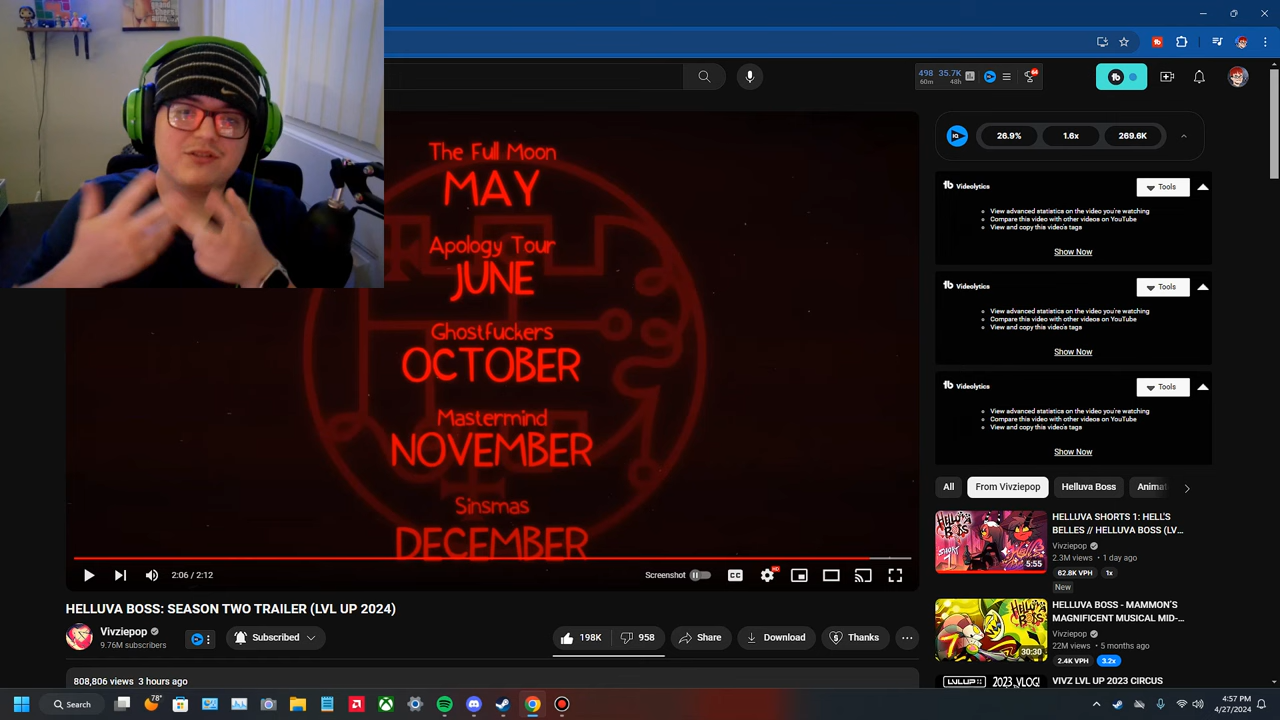 498 35.7K
60m 48h
26.9% 1.6x 269.6K
The Full Moon
MAY
Apology Tour
JUNE
Ghostfuckers
OCTOBER
Mastermind
NOVEMBER
Sinsmas
DECEMBER
2:06 / 2:12
Screenshot
CC
HD
HELLUVA BOSS: SEASON TWO TRAILER (LVL UP 2024)
Vivziepop
9.76M subscribers
Subscribed
198K
958
Share
Download
Thanks
808,806 views 3 hours ago
tb Videolytics
Tools
View advanced statistics on the video you're watching
Compare this video with other videos on YouTube
View and copy this video's tags
Show Now
tb Videolytics
Tools
View advanced statistics on the video you're watching
Compare this video with other videos on YouTube
View and copy this video's tags
Show Now
tb Videolytics
Tools
View advanced statistics on the video you're watching
Compare this video with other videos on YouTube
View and copy this video's tags
Show Now
All
From Vivziepop
Helluva Boss
Animat
HELLUVA SHORTS 1: HELL'S
BELLES // HELLUVA BOSS (LV...
Vivziepop
2.3M views • 1 day ago
62.8K VPH 1x
New
5:55
HELLUVA BOSS - MAMMON'S
MAGNIFICENT MUSICAL MID-...
Vivziepop
22M views • 5 months ago
2.4K VPH 3.2x
30:30
LVLUP!
2023 VLOG!
VIVZ LVL UP 2023 CIRCUS
78°
Search
4:57 PM
4/27/2024